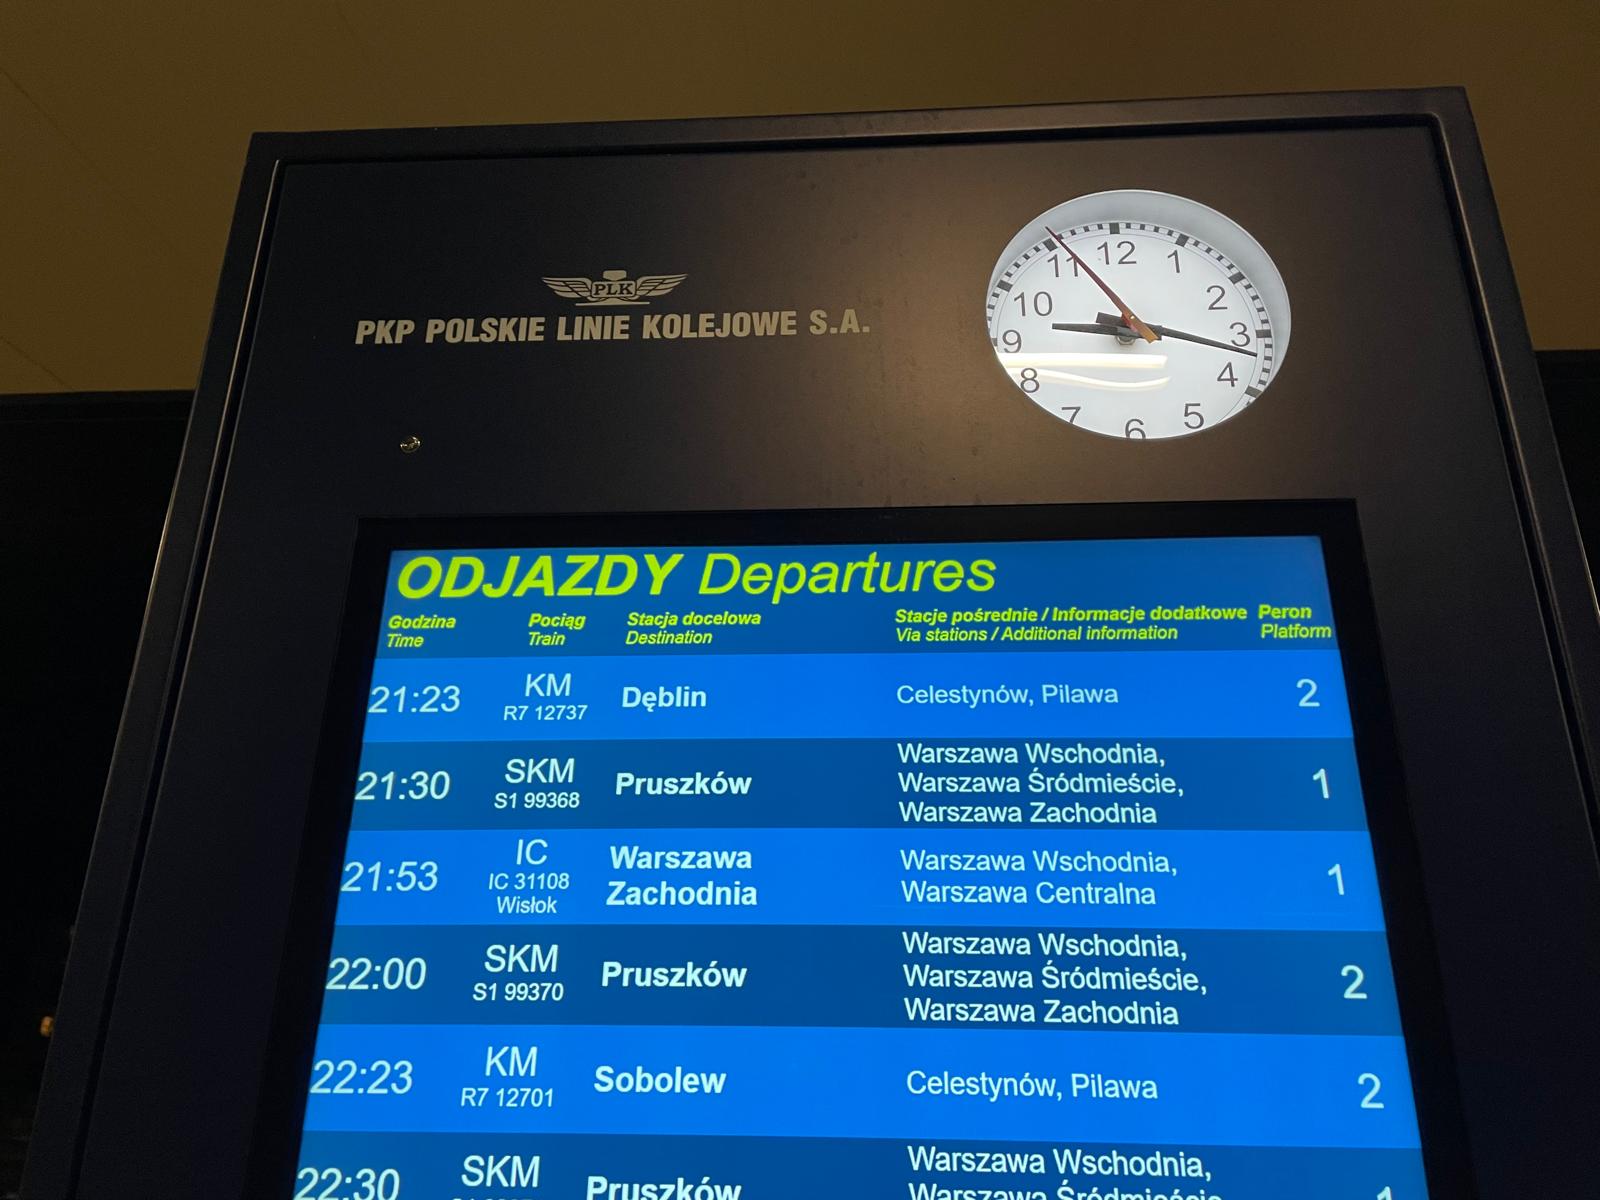 PLK
PKP POLSKIE LINIE KOLEJOWE S.A.
12
1
2
3
4
5
6
7
8
9
10
11
ODJAZDY Departures
Godzina Pociąg Stacja docelowa Stacje pośrednie / Informacje dodatkowe Peron
Time Train Destination Via stations / Additional information Platform
21:23 KM R7 12737 Dęblin Celestynów, Pilawa 2
21:30 SKM S1 99368 Pruszków Warszawa Wschodnia, Warszawa Śródmieście, Warszawa Zachodnia 1
21:53 IC IC 31108 Wisłok Warszawa Zachodnia Warszawa Wschodnia, Warszawa Centralna 1
22:00 SKM S1 99370 Pruszków Warszawa Wschodnia, Warszawa Śródmieście, Warszawa Zachodnia 2
22:23 KM R7 12701 Sobolew Celestynów, Pilawa 2
22:30 SKM Pruszków Warszawa Wschodnia, Warszawa Śródmieście 1